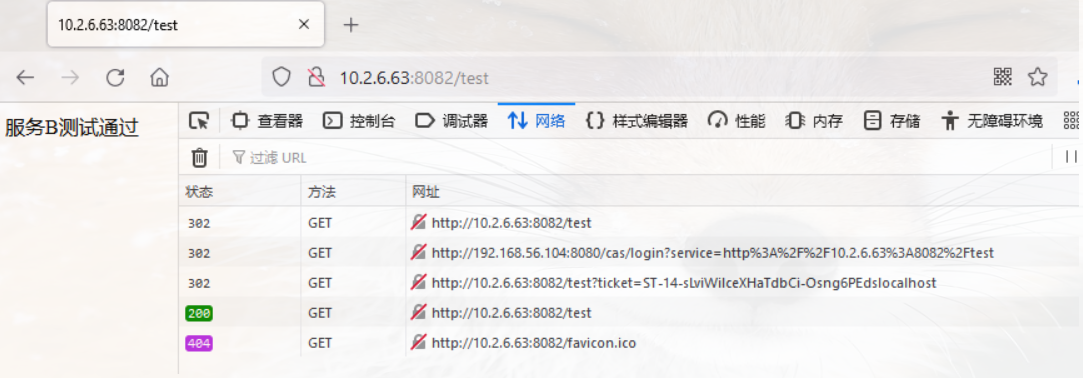 10.2.6.63:8082/test
10.2.6.63:8082/test
服务B测试通过
查看器 控制台 调试器 网络 样式编辑器 性能 内存 存储 无障碍环境
过滤 URL
状态 方法 网址
302 GET http://10.2.6.63:8082/test
302 GET http://192.168.56.104:8080/cas/login?service=http%3A%2F%2F10.2.6.63%3A8082%2Ftest
302 GET http://10.2.6.63:8082/test?ticket=ST-14-sLviWiIceXHaTdbCi-Osng6PEdslocalhost
200 GET http://10.2.6.63:8082/test
404 GET http://10.2.6.63:8082/favicon.ico